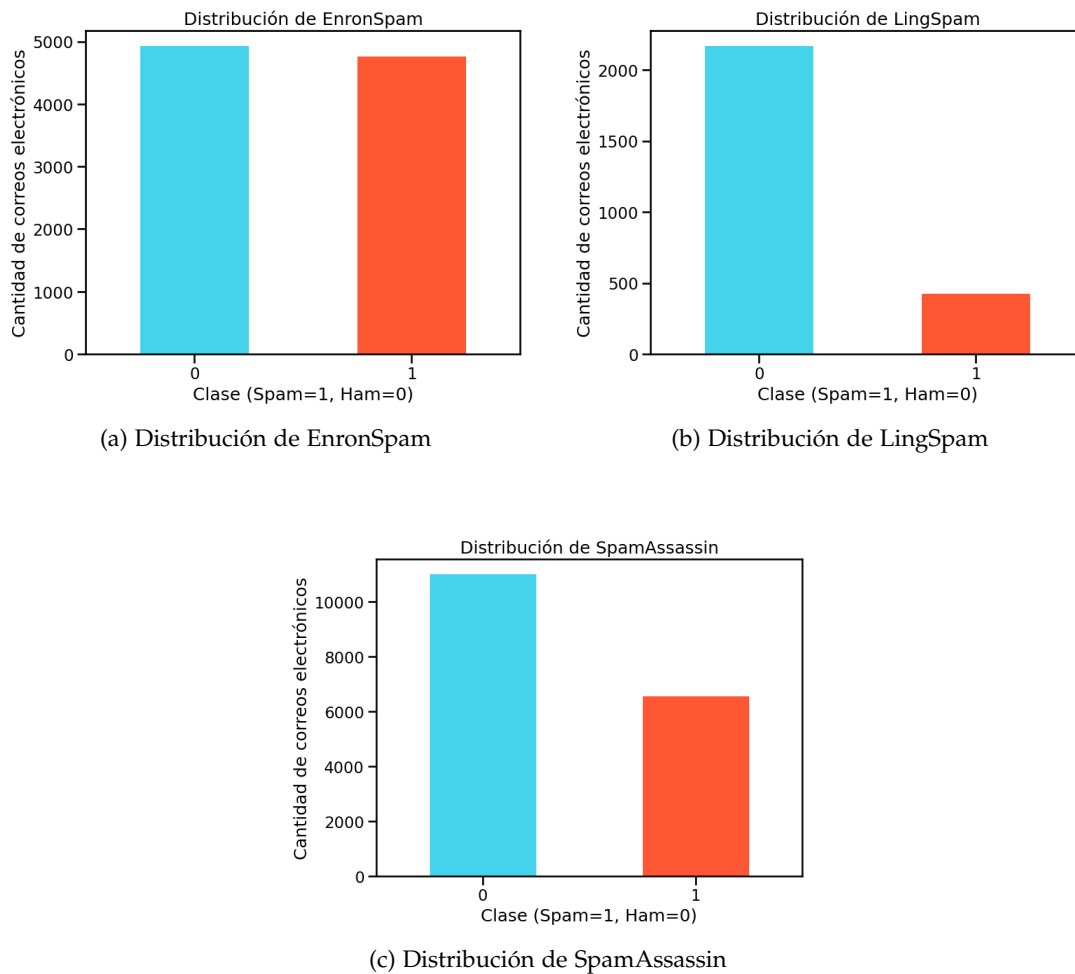 Distribución de EnronSpam
Cantidad de correos electrónicos
5000
4000
3000
2000
1000
0
0 1
Clase (Spam=1, Ham=0)
(a) Distribución de EnronSpam
Distribución de LingSpam
Cantidad de correos electrónicos
2000
1500
1000
500
0
0 1
Clase (Spam=1, Ham=0)
(b) Distribución de LingSpam
Distribución de SpamAssassin
Cantidad de correos electrónicos
10000
8000
6000
4000
2000
0
0 1
Clase (Spam=1, Ham=0)
(c) Distribución de SpamAssassin